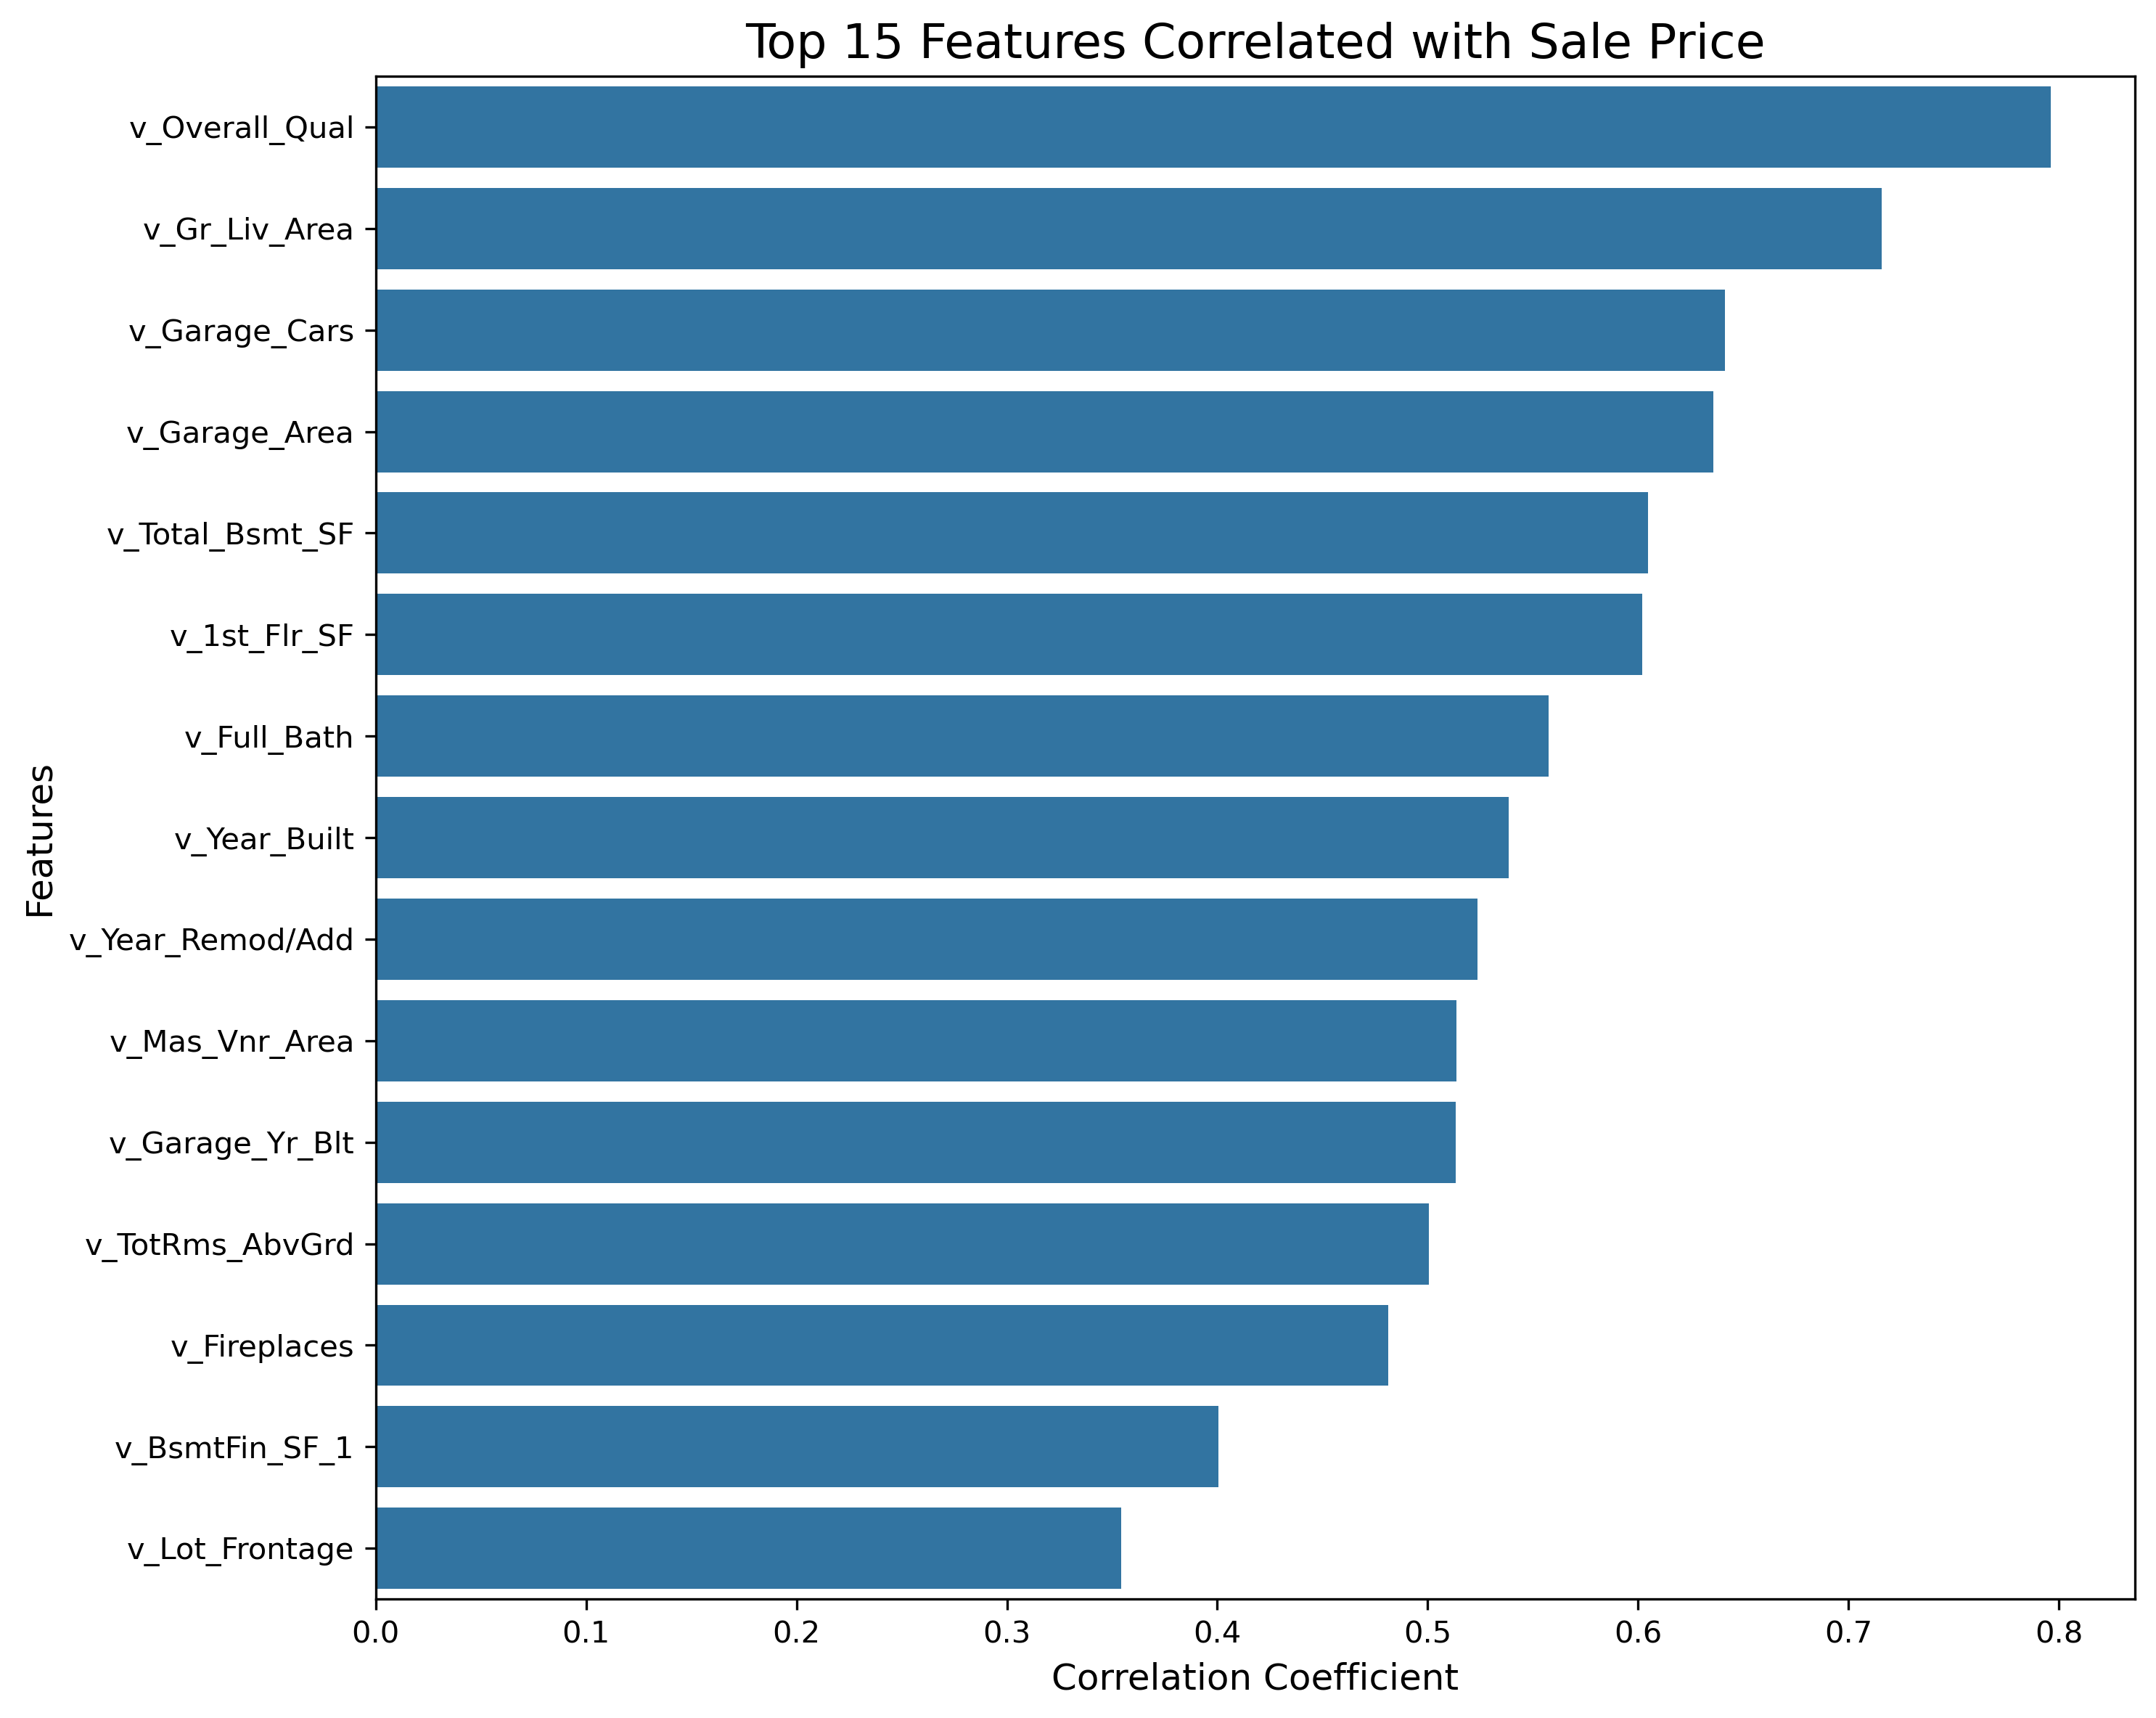 Top 15 Features Correlated with Sale Price
v_Overall_Qual
v_Gr_Liv_Area
v_Garage_Cars
v_Garage_Area
v_Total_Bsmt_SF
v_1st_Flr_SF
v_Full_Bath
v_Year_Built
v_Year_Remod/Add
v_Mas_Vnr_Area
v_Garage_Yr_Blt
v_TotRms_AbvGrd
v_Fireplaces
v_BsmtFin_SF_1
v_Lot_Frontage
Features
0.0 0.1 0.2 0.3 0.4 0.5 0.6 0.7 0.8
Correlation Coefficient